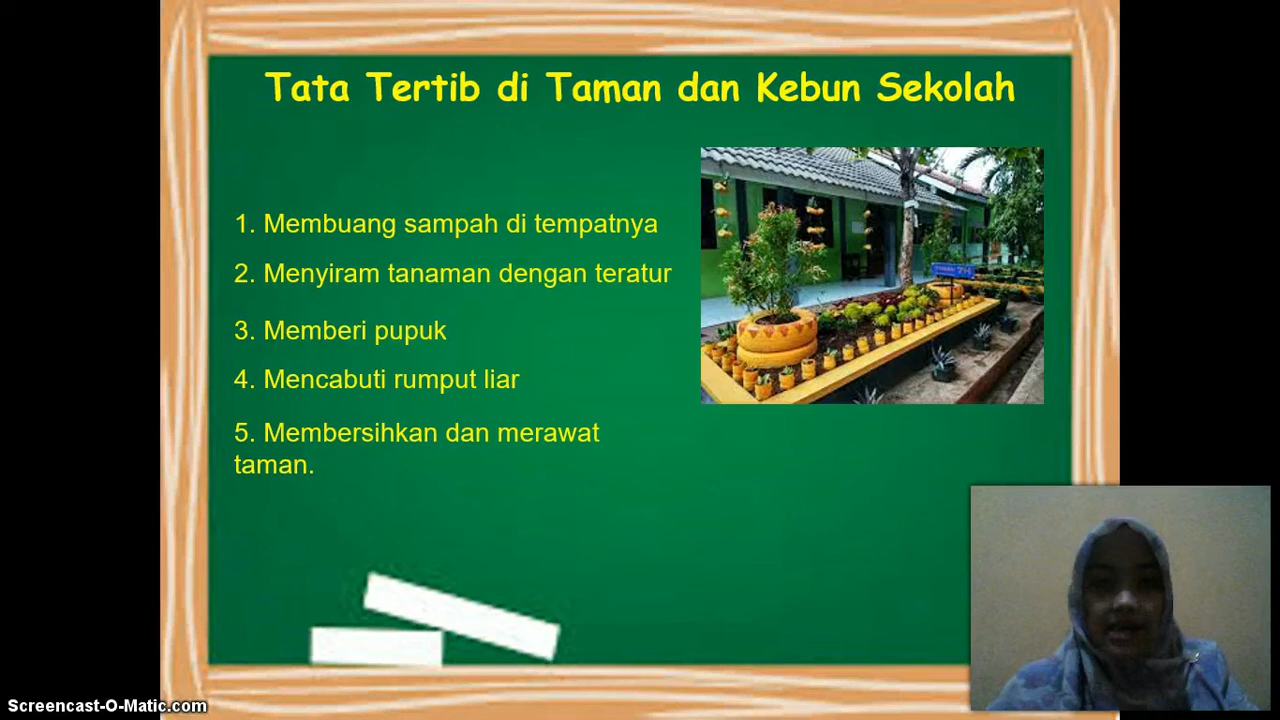 Tata Tertib di Taman dan Kebun Sekolah
1. Membuang sampah di tempatnya
2. Menyiram tanaman dengan teratur
3. Memberi pupuk
4. Mencabuti rumput liar
5. Membersihkan dan merawat
taman.
Screencast-O-Matic.com